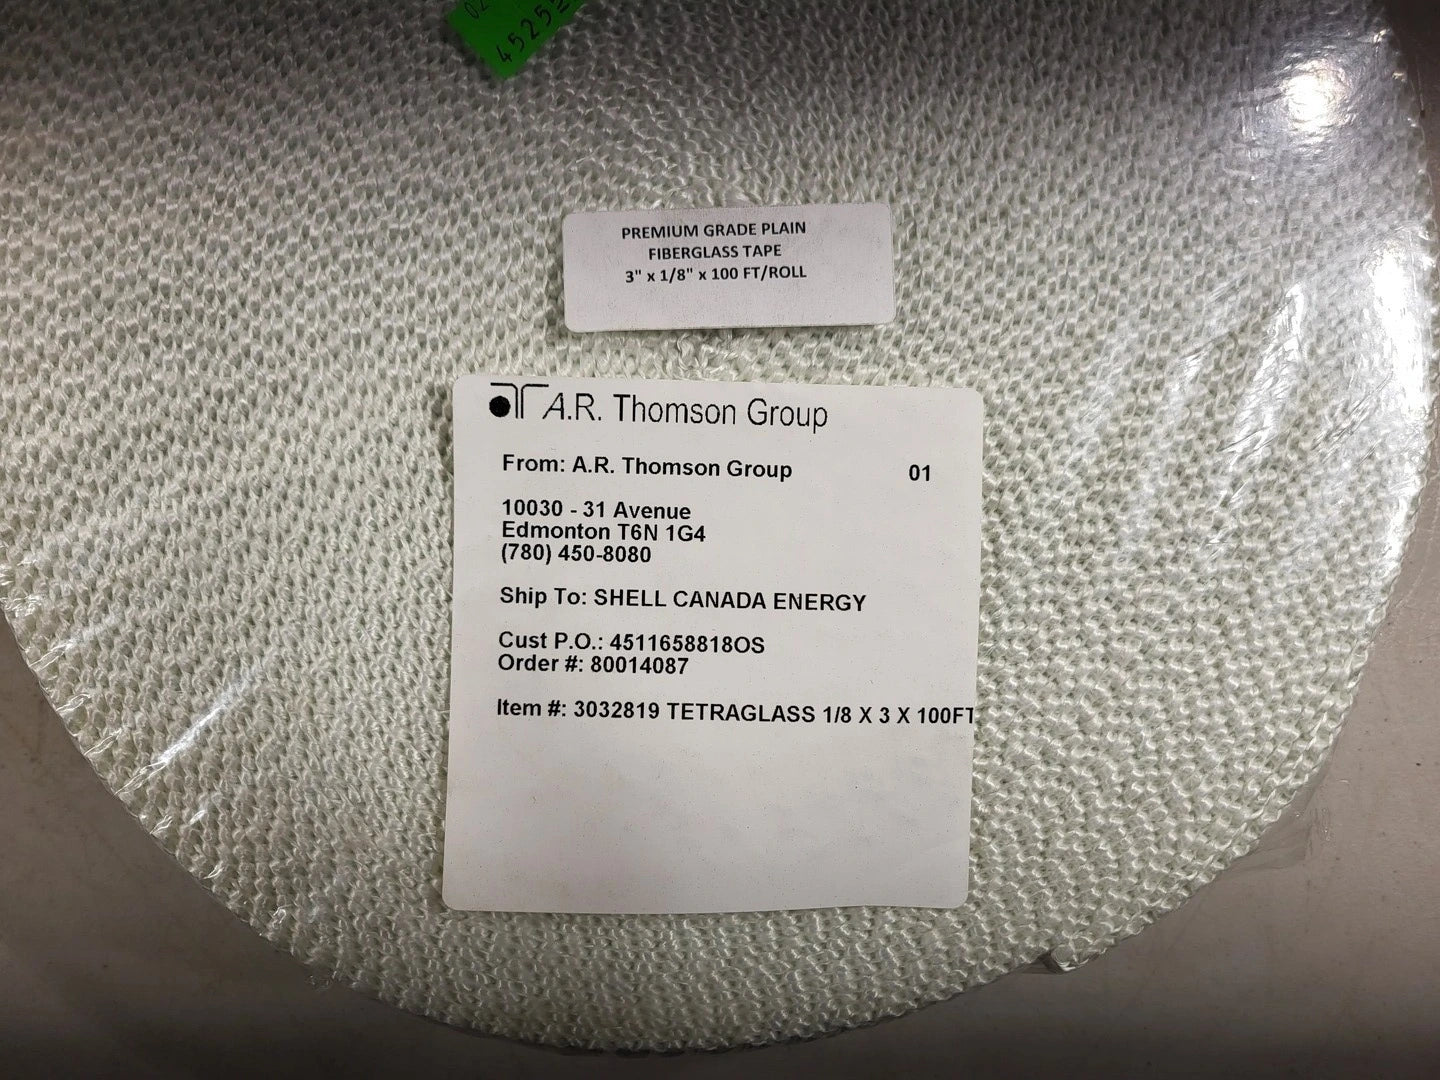 45255
PREMIUM GRADE PLAIN
FIBERGLASS TAPE
3" x 1/8" x 100 FT/ROLL
A.R. Thomson Group
From: A.R. Thomson Group 01
10030 - 31 Avenue
Edmonton T6N 1G4
(780) 450-8080
Ship To: SHELL CANADA ENERGY
Cust P.O.: 4511658818OS
Order #: 80014087
Item #: 3032819 TETRAGLASS 1/8 X 3 X 100FT